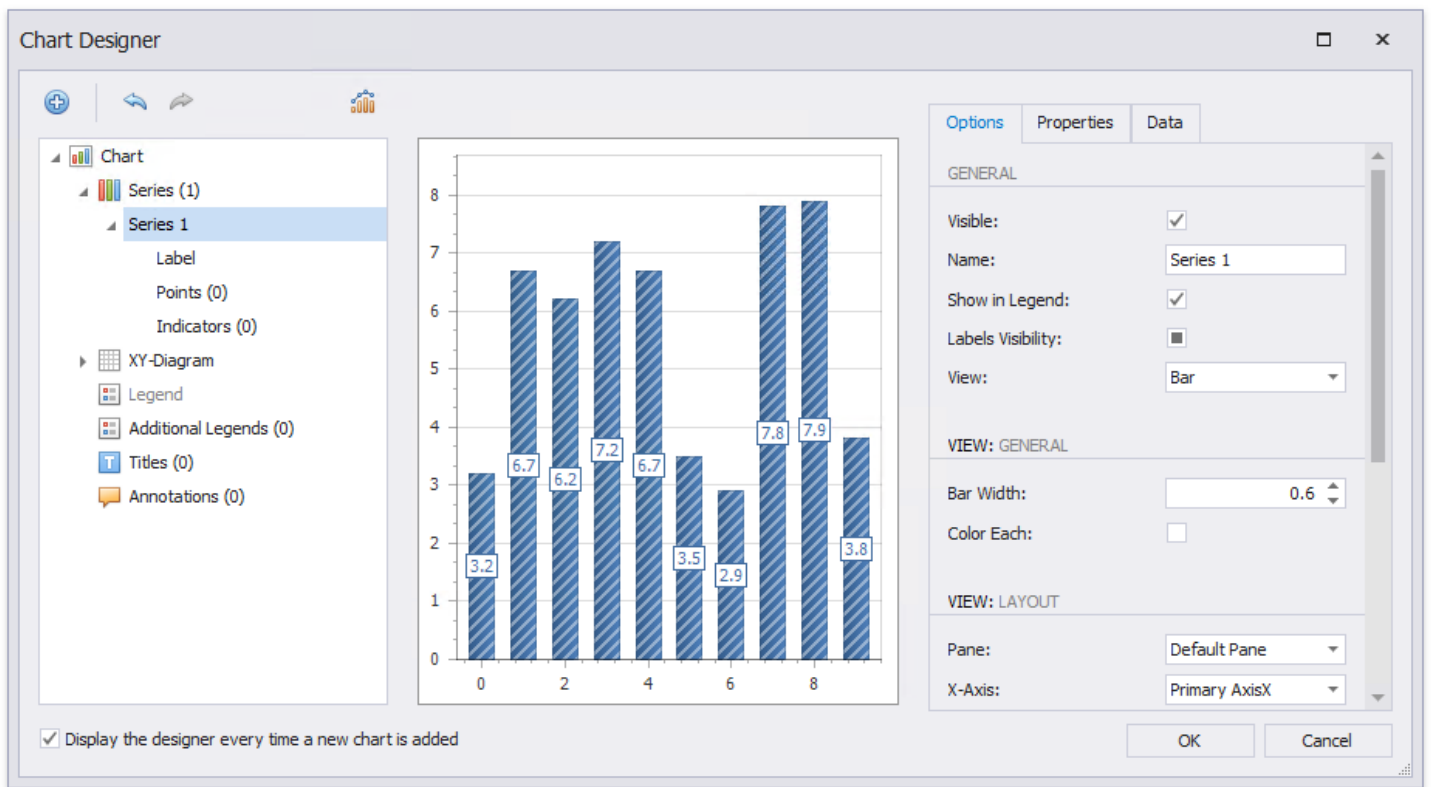 Chart Designer
Chart
Series (1)
Series 1
Label
Points (0)
Indicators (0)
XY-Diagram
Legend
Additional Legends (0)
T Titles (0)
Annotations (0)
8
7
6
5
4
3
2
1
0
3.2
6.7
6.2
7.2
6.7
3.5
2.9
7.8
7.9
3.8
0 2 4 6 8
Options Properties Data
GENERAL
Visible:
Name: Series 1
Show in Legend:
Labels Visibility:
View: Bar
VIEW: GENERAL
Bar Width: 0.6
Color Each:
VIEW: LAYOUT
Pane: Default Pane
X-Axis: Primary AxisX
Display the designer every time a new chart is added
OK Cancel